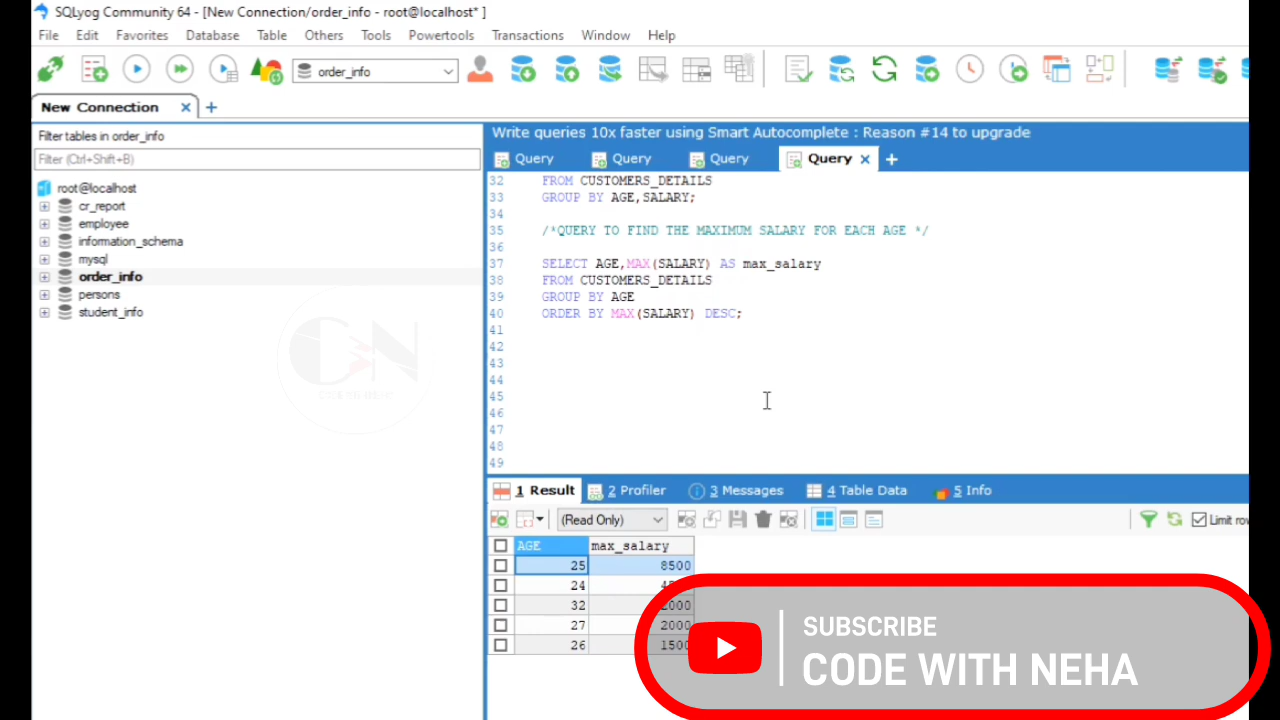 SQLyog Community 64 - [New Connection/order_info - root@localhost* ]
File Edit Favorites Database Table Others Tools Powertools Transactions Window Help
order_info
New Connection
Filter tables in order_info
Filter (Ctrl+Shift+B)
root@localhost
cr_report
employee
information_schema
mysql
order_info
persons
student_info
Write queries 10x faster using Smart Autocomplete : Reason #14 to upgrade
Query Query Query Query
32 FROM CUSTOMERS_DETAILS
33 GROUP BY AGE,SALARY;
34
35 /*QUERY TO FIND THE MAXIMUM SALARY FOR EACH AGE */
36
37 SELECT AGE,MAX(SALARY) AS max_salary
38 FROM CUSTOMERS_DETAILS
39 GROUP BY AGE
40 ORDER BY MAX(SALARY) DESC;
41
42
43
44
45
46
47
48
49
1 Result 2 Profiler 3 Messages 4 Table Data 5 Info
(Read Only) Limit
AGE max_salary
25 8500
24
32 2000
27 2000
26 1500
SUBSCRIBE
CODE WITH NEHA